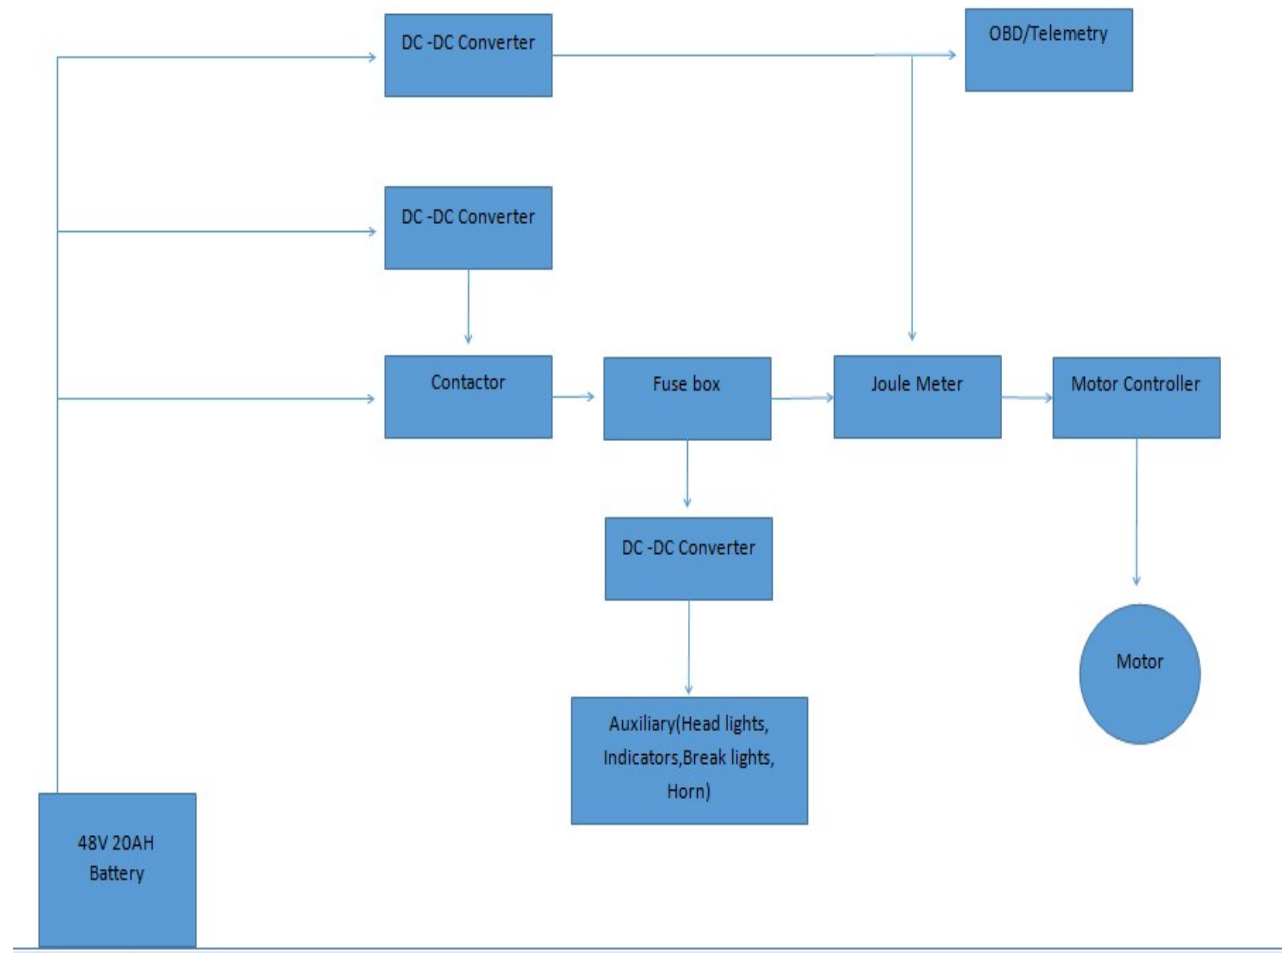 DC -DC Converter
OBD/Telemetry
DC -DC Converter
Contactor
Fuse box
Joule Meter
Motor Controller
DC -DC Converter
Motor
Auxiliary(Head lights,
Indicators,Break lights,
Horn)
48V 20AH
Battery